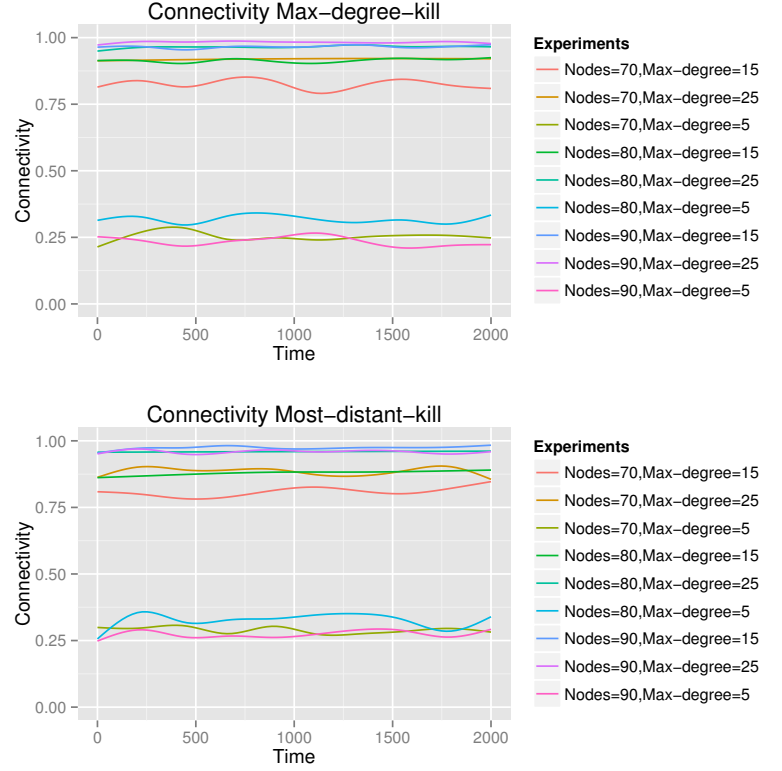 Connectivity Max−degree−kill
1.00
0.75
0.50
0.25
0.00
Connectivity
0 500 1000 1500 2000
Time
Experiments
Nodes=70,Max−degree=15
Nodes=70,Max−degree=25
Nodes=70,Max−degree=5
Nodes=80,Max−degree=15
Nodes=80,Max−degree=25
Nodes=80,Max−degree=5
Nodes=90,Max−degree=15
Nodes=90,Max−degree=25
Nodes=90,Max−degree=5
Connectivity Most−distant−kill
1.00
0.75
0.50
0.25
0.00
Connectivity
0 500 1000 1500 2000
Time
Experiments
Nodes=70,Max−degree=15
Nodes=70,Max−degree=25
Nodes=70,Max−degree=5
Nodes=80,Max−degree=15
Nodes=80,Max−degree=25
Nodes=80,Max−degree=5
Nodes=90,Max−degree=15
Nodes=90,Max−degree=25
Nodes=90,Max−degree=5